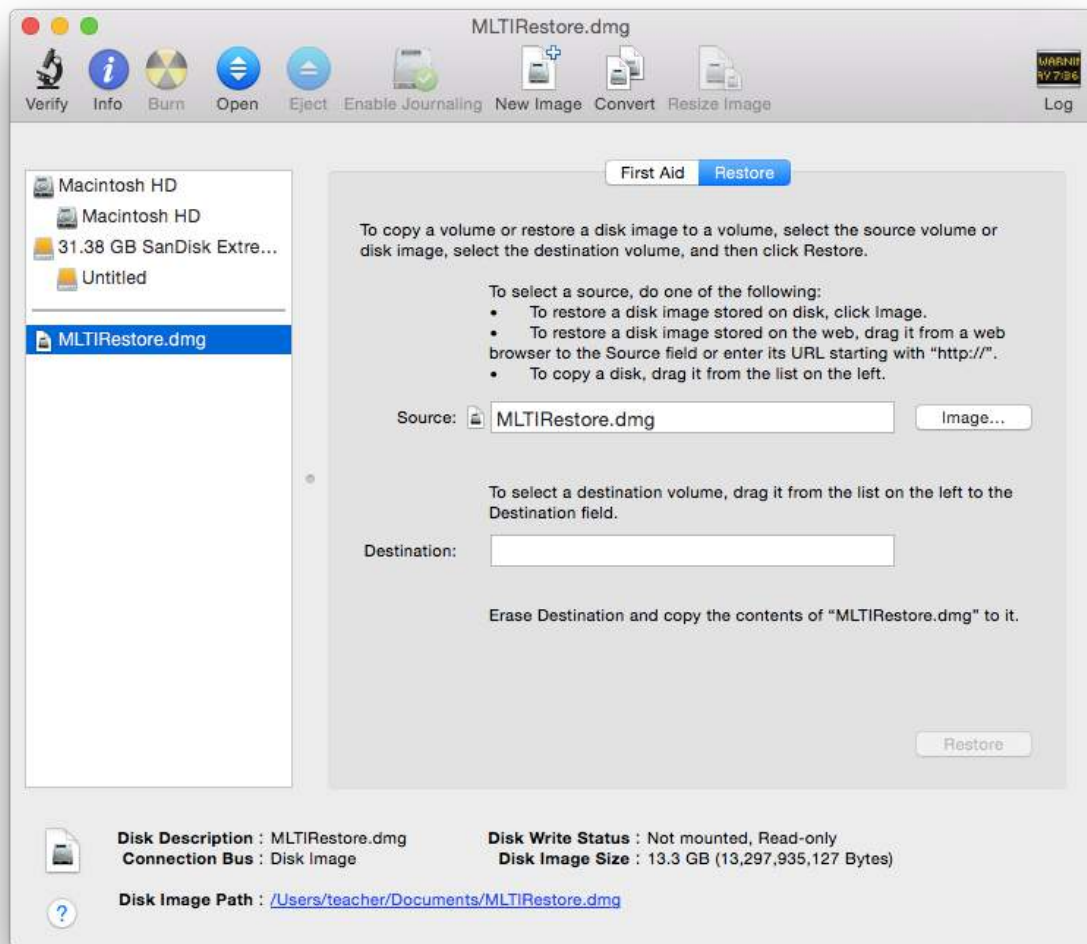 MLTIRestore.dmg
Verify Info Burn Open Eject Enable Journaling New Image Convert Resize Image Log
WARNIN
AY 7:36
Macintosh HD
Macintosh HD
31.38 GB SanDisk Extre...
Untitled
MLTIRestore.dmg
First Aid Restore
To copy a volume or restore a disk image to a volume, select the source volume or
disk image, select the destination volume, and then click Restore.
To select a source, do one of the following:
• To restore a disk image stored on disk, click Image.
• To restore a disk image stored on the web, drag it from a web
browser to the Source field or enter its URL starting with “http://”.
• To copy a disk, drag it from the list on the left.
Source: MLTIRestore.dmg Image...
To select a destination volume, drag it from the list on the left to the
Destination field.
Destination:
Erase Destination and copy the contents of “MLTIRestore.dmg” to it.
Restore
Disk Description : MLTIRestore.dmg Disk Write Status : Not mounted, Read-only
Connection Bus : Disk Image Disk Image Size : 13.3 GB (13,297,935,127 Bytes)
Disk Image Path : /Users/teacher/Documents/MLTIRestore.dmg
?